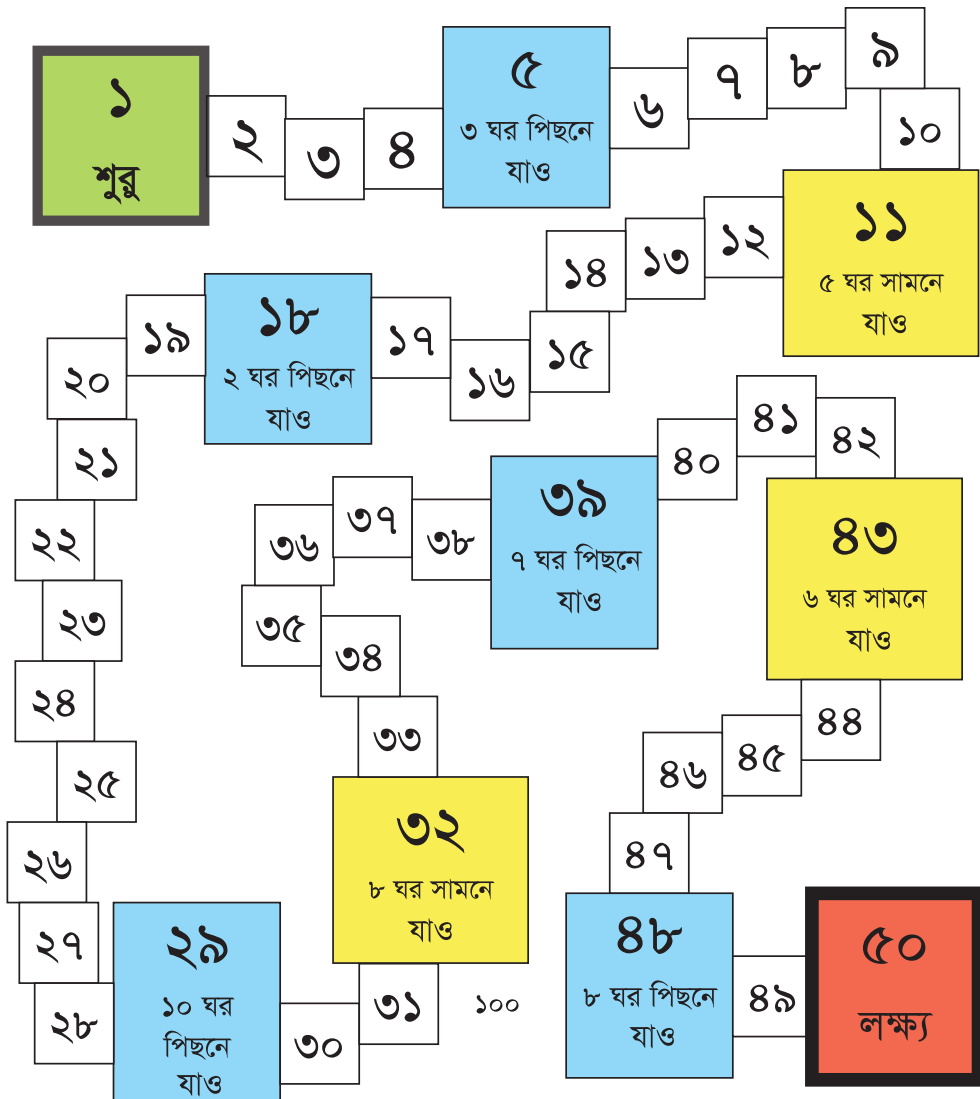 ১
শুরু
২
৩
৪
৫
৩ ঘর পিছনে
যাও
৬
৭
৮
৯
১০
১১
৫ ঘর সামনে
যাও
১২
১৩
১৪
১৫
১৬
১৭
১৮
২ ঘর পিছনে
যাও
১৯
২০
২১
২২
২৩
২৪
২৫
২৬
২৭
২৮
২৯
১০ ঘর
পিছনে
যাও
৩০
৩১
৩২
৮ ঘর সামনে
যাও
৩৩
৩৪
৩৫
৩৬
৩৭
৩৮
৩৯
৭ ঘর পিছনে
যাও
৪০
৪১
৪২
৪৩
৬ ঘর সামনে
যাও
৪৪
৪৫
৪৬
৪৭
৪৮
৮ ঘর পিছনে
যাও
৪৯
৫০
লক্ষ্য
১০০